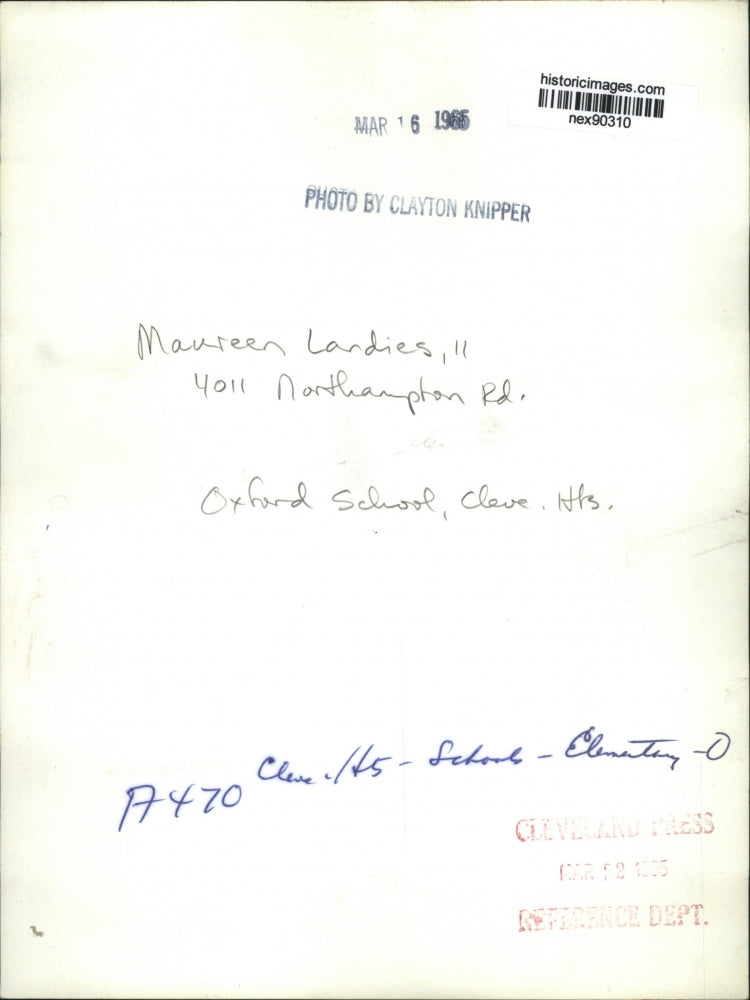 historicimages.com
nex90310
MAR 16 1965
PHOTO BY CLAYTON KNIPPER
Maureen Landies, 11
4011 Northampton Rd.
Oxford School, Cleve. Hts.
Cleve. Hts - Schools - Elementary - O
A470
CLEVELAND PRESS
MAR 22 1965
REFERENCE DEPT.